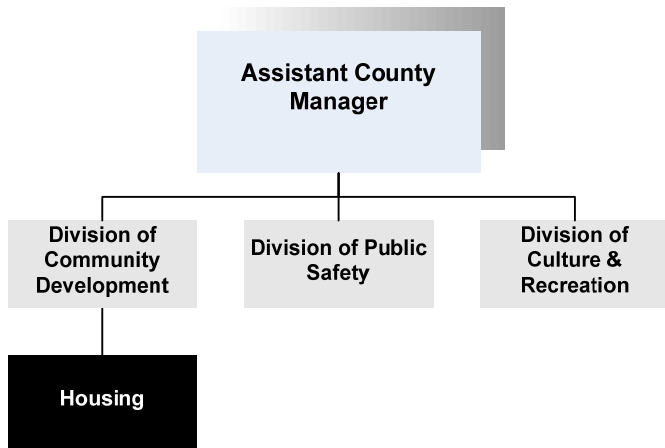 Assistant County
Manager
Division of
Community
Development
Division of Public
Safety
Division of
Culture &
Recreation
Housing